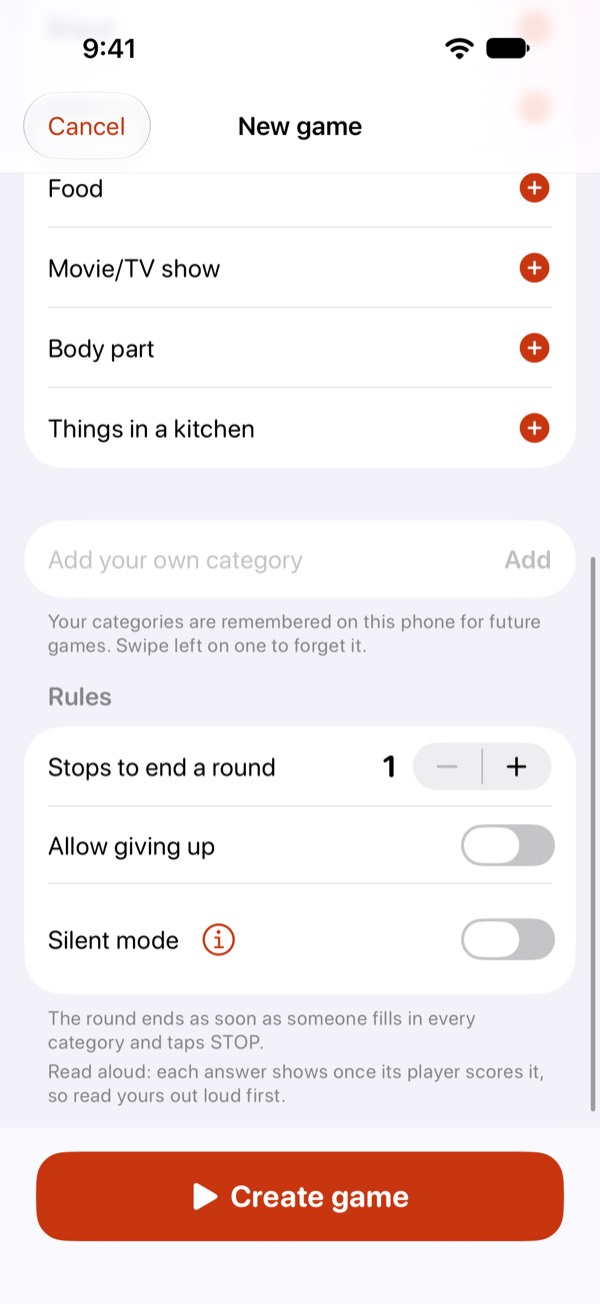 9:41
Cancel
New game
Food
Movie/TV show
Body part
Things in a kitchen
Add your own category
Add
Your categories are remembered on this phone for future
games. Swipe left on one to forget it.
Rules
Stops to end a round
1
Allow giving up
Silent mode
The round ends as soon as someone fills in every
category and taps STOP.
Read aloud: each answer shows once its player scores it,
so read yours out loud first.
Create game